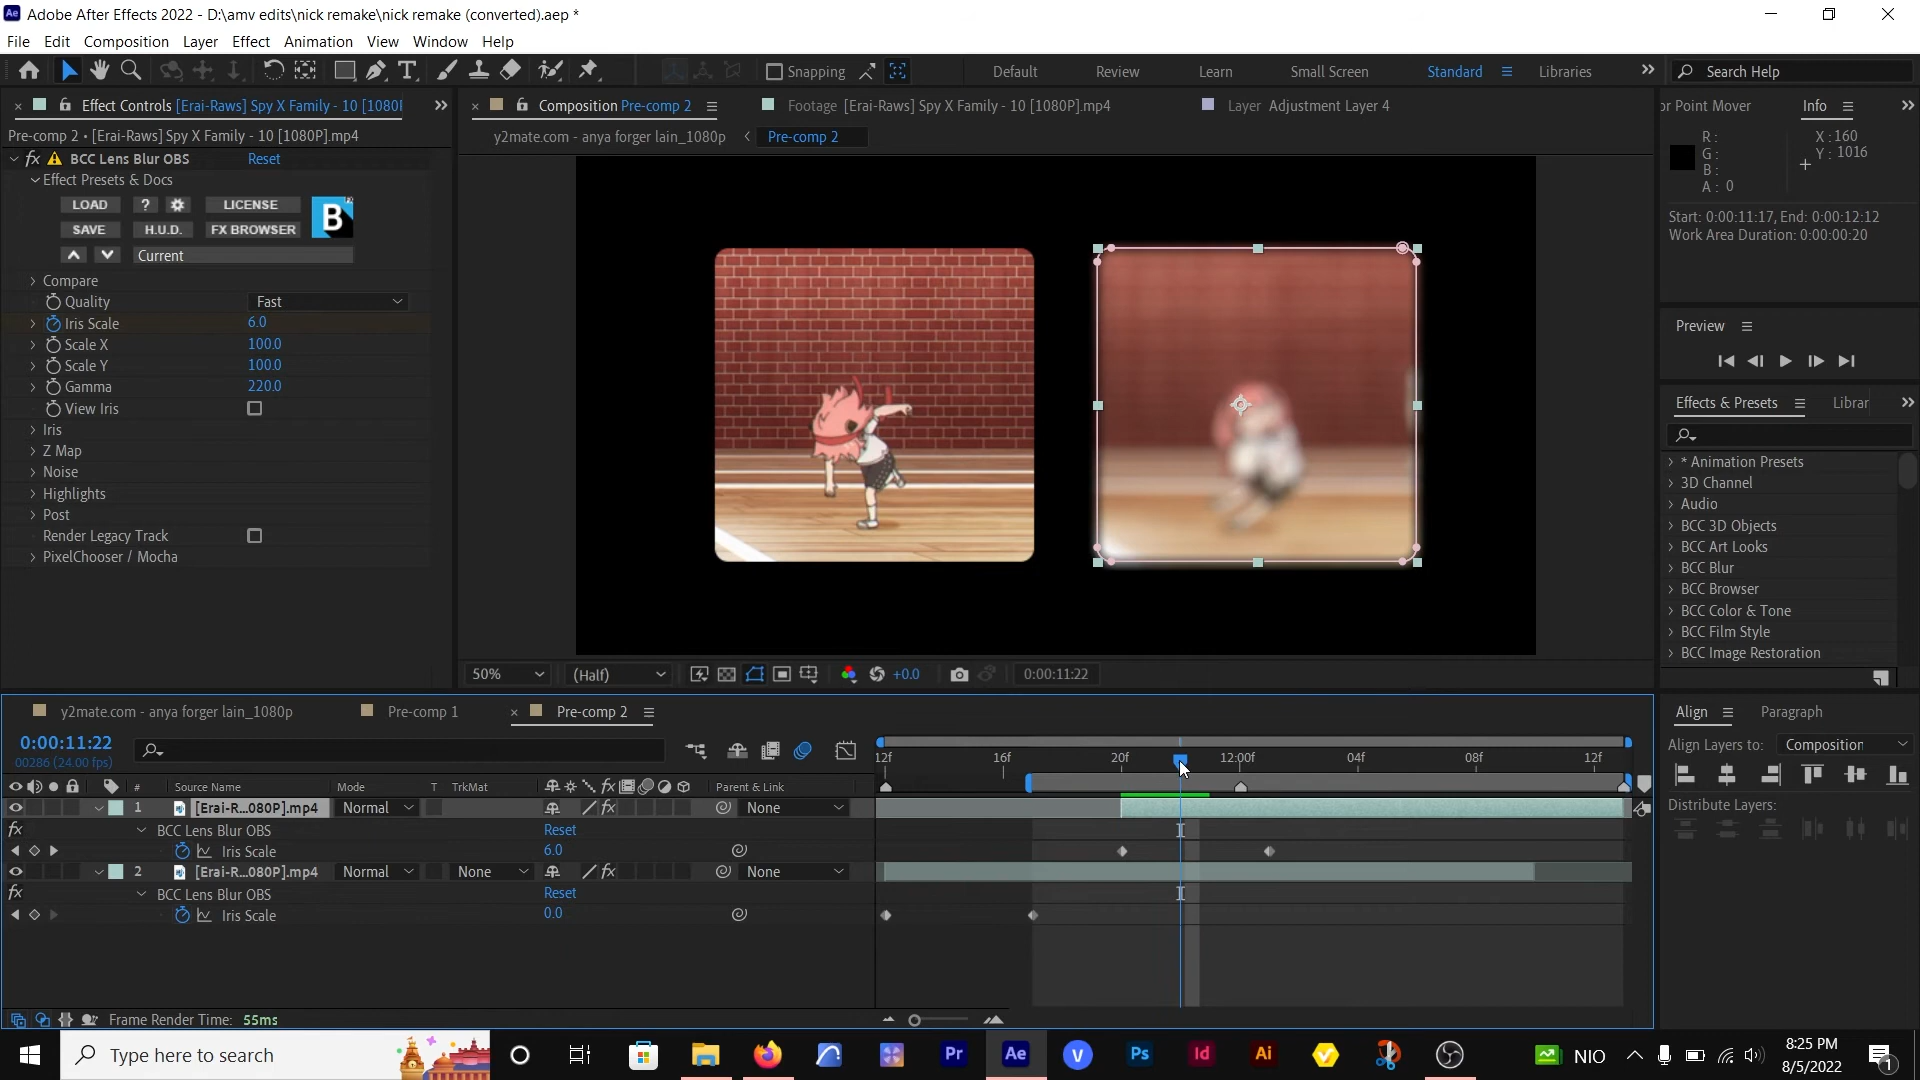 Ae Adobe After Effects 2022 - D:\amv edits\nick remake\nick remake (converted).aep *
File Edit Composition Layer Effect Animation View Window Help
Snapping
Default Review Learn Small Screen Standard Libraries
Search Help
Effect Controls [Erai-Raws] Spy X Family - 10 [1080
Pre-comp 2 • [Erai-Raws] Spy X Family - 10 [1080P].mp4
fx BCC Lens Blur OBS Reset
Effect Presets & Docs
LOAD ? LICENSE
B
SAVE H.U.D. FX BROWSER
Current
Compare
Quality Fast
Iris Scale 6.0
Scale X 100.0
Scale Y 100.0
Gamma 220.0
View Iris
Iris
Z Map
Noise
Highlights
Post
Render Legacy Track
PixelChooser / Mocha
Composition Pre-comp 2
Footage [Erai-Raws] Spy X Family - 10 [1080P].mp4
Layer Adjustment Layer 4
y2mate.com - anya forger lain_1080p
Pre-comp 2
50% (Half) +0.0 0:00:11:22
or Point Mover Info
R :
G :
B :
A : 0
X : 160
Y : 1016
Start: 0:00:11:17, End: 0:00:12:12
Work Area Duration: 0:00:00:20
Preview
Effects & Presets Librar
* Animation Presets
3D Channel
Audio
BCC 3D Objects
BCC Art Looks
BCC Blur
BCC Browser
BCC Color & Tone
BCC Film Style
BCC Image Restoration
Align Paragraph
Align Layers to: Composition
Distribute Layers:
y2mate.com - anya forger lain_1080p Pre-comp 1 Pre-comp 2
0:00:11:22
00286 (24.00 fps)
12f 16f 20f 12:00f 04f 08f 12f
# Source Name Mode T TrkMat fx Parent & Link
1 [Erai-R...080P].mp4 Normal None
fx BCC Lens Blur OBS Reset
Iris Scale 6.0
2 [Erai-R...080P].mp4 Normal None fx None
fx BCC Lens Blur OBS Reset
Iris Scale 0.0
Frame Render Time: 55ms
Type here to search
Pr Ae V Ps Id Ai
NIO
8:25 PM
8/5/2022
1